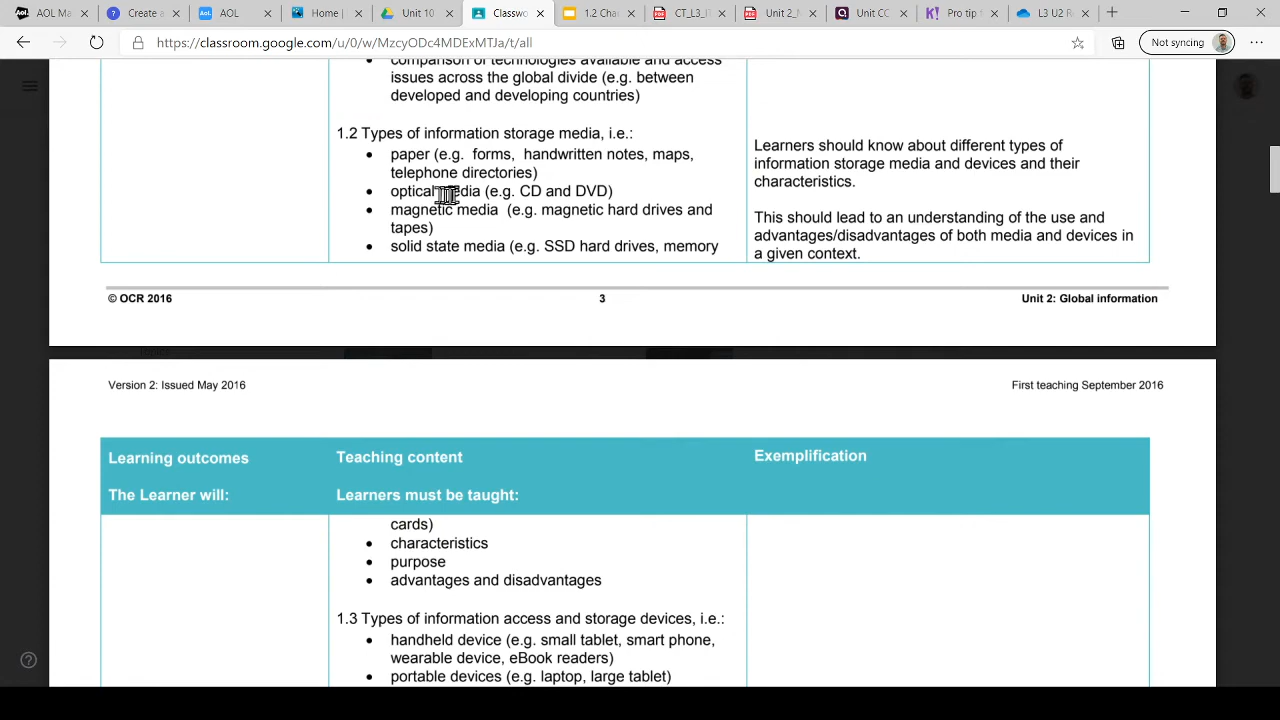 AOL Ma
Create a
AOL
Home |
Unit 10
Classwo
1.2 Cha
CT_L3_I
Unit 2_M
Unit CC
Pro tip
L3 U2 R
https://classroom.google.com/u/0/w/MzcyODc4MDExMTJa/t/all
Not syncing
comparison of technologies available and access
issues across the global divide (e.g. between
developed and developing countries)
1.2 Types of information storage media, i.e.:
• paper (e.g. forms, handwritten notes, maps,
telephone directories)
• optical media (e.g. CD and DVD)
• magnetic media (e.g. magnetic hard drives and
tapes)
• solid state media (e.g. SSD hard drives, memory
Learners should know about different types of
information storage media and devices and their
characteristics.
This should lead to an understanding of the use and
advantages/disadvantages of both media and devices in
a given context.
© OCR 2016
3
Unit 2: Global information
Version 2: Issued May 2016
First teaching September 2016
Learning outcomes
The Learner will:
Teaching content
Learners must be taught:
Exemplification
cards)
• characteristics
• purpose
• advantages and disadvantages
1.3 Types of information access and storage devices, i.e.:
• handheld device (e.g. small tablet, smart phone,
wearable device, eBook readers)
• portable devices (e.g. laptop, large tablet)